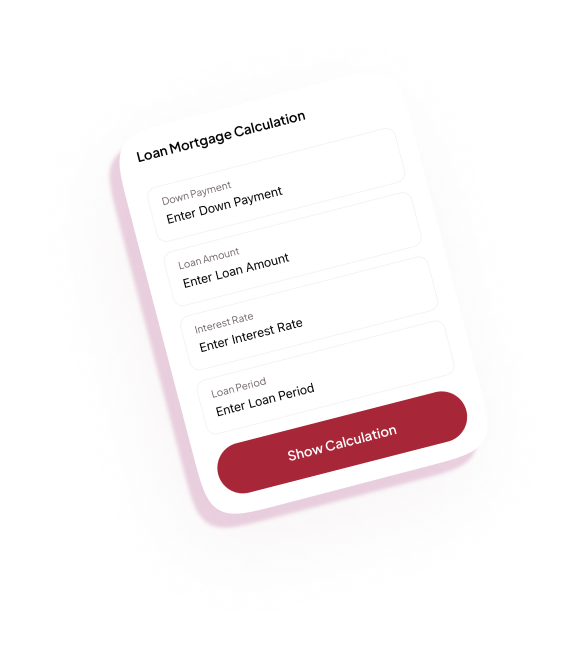 Loan Mortgage Calculation
Down Payment
Enter Down Payment
Loan Amount
Enter Loan Amount
Interest Rate
Enter Interest Rate
Loan Period
Enter Loan Period
Show Calculation